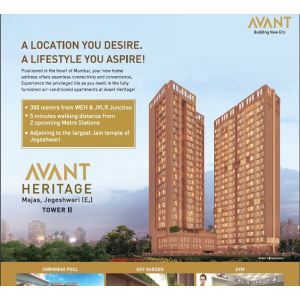 AVANT
Building New Era
A LOCATION YOU DESIRE.
A LIFESTYLE YOU ASPIRE!
Positioned in the heart of Mumbai, your new home
address offers seamless connectivity and convenience.
Experience the privileged life as you dwell in the fully
furnished air-conditioned apartments at Avant Heritage!
300 meters from WEH & JVLR Junction
5 minutes walking distance from
2 upcoming Metro Stations
Adjoining to the largest Jain temple of
Jogeshwari
AVANT
HERITAGE
Majas, Jogeshwari (E,)
TOWER II
Artist's Impression
SWIMMING POOL
SKY GARDEN
GYM